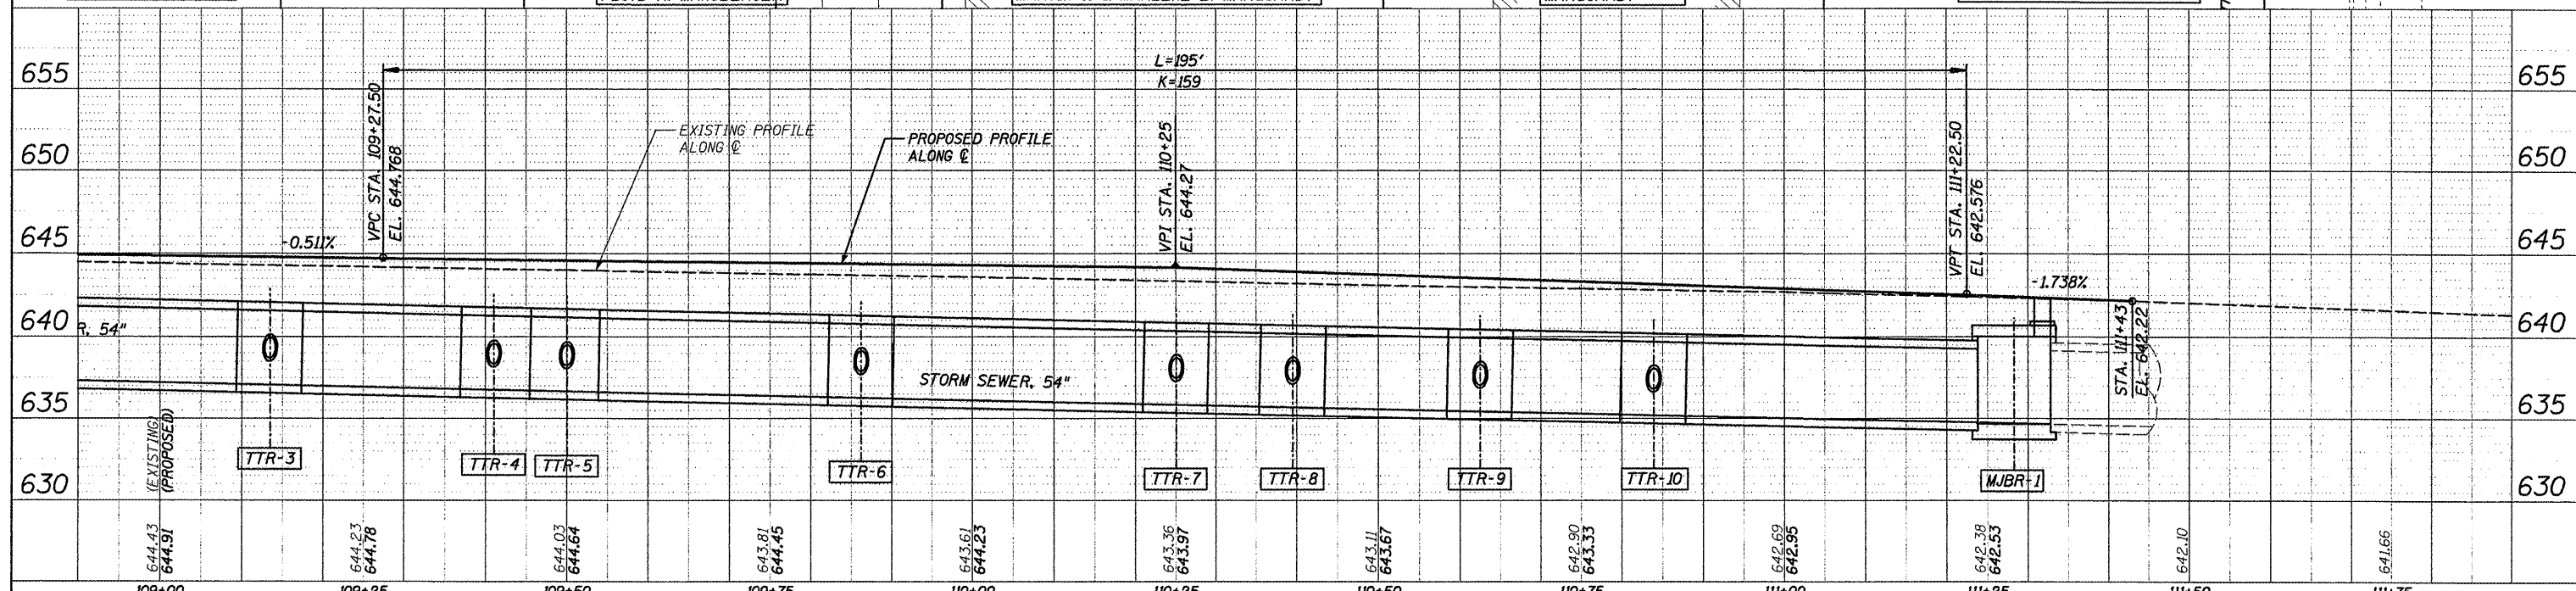 L=195'
K=159
655
655
VPC STA. 109+27.50
EL. 644.768
EXISTING PROFILE
ALONG ℄
PROPOSED PROFILE
ALONG ℄
VPI STA. 110+25
EL. 644.27
VPT STA. 111+22.50
EL. 642.576
650
650
645
645
-0.511%
-1.738%
640
640
R, 54"
STA. 111+43
EL. 642.22
STORM SEWER, 54"
635
635
(EXISTING)
(PROPOSED)
TTR-3
TTR-4
TTR-5
TTR-6
TTR-7
TTR-8
TTR-9
TTR-10
MJBR-1
630
630
644.43
644.91
644.23
644.78
644.03
644.64
643.81
644.45
643.61
644.23
643.36
643.97
643.11
643.67
642.90
643.33
642.69
642.95
642.38
642.53
642.10
641.66
109+00
109+25
109+50
109+75
110+00
110+25
110+50
110+75
111+00
111+25
111+50
111+75